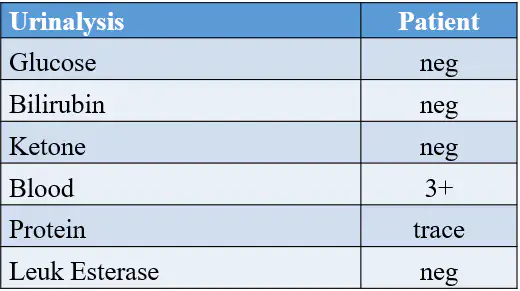 Urinalysis Patient
Glucose neg
Bilirubin neg
Ketone neg
Blood 3+
Protein trace
Leuk Esterase neg